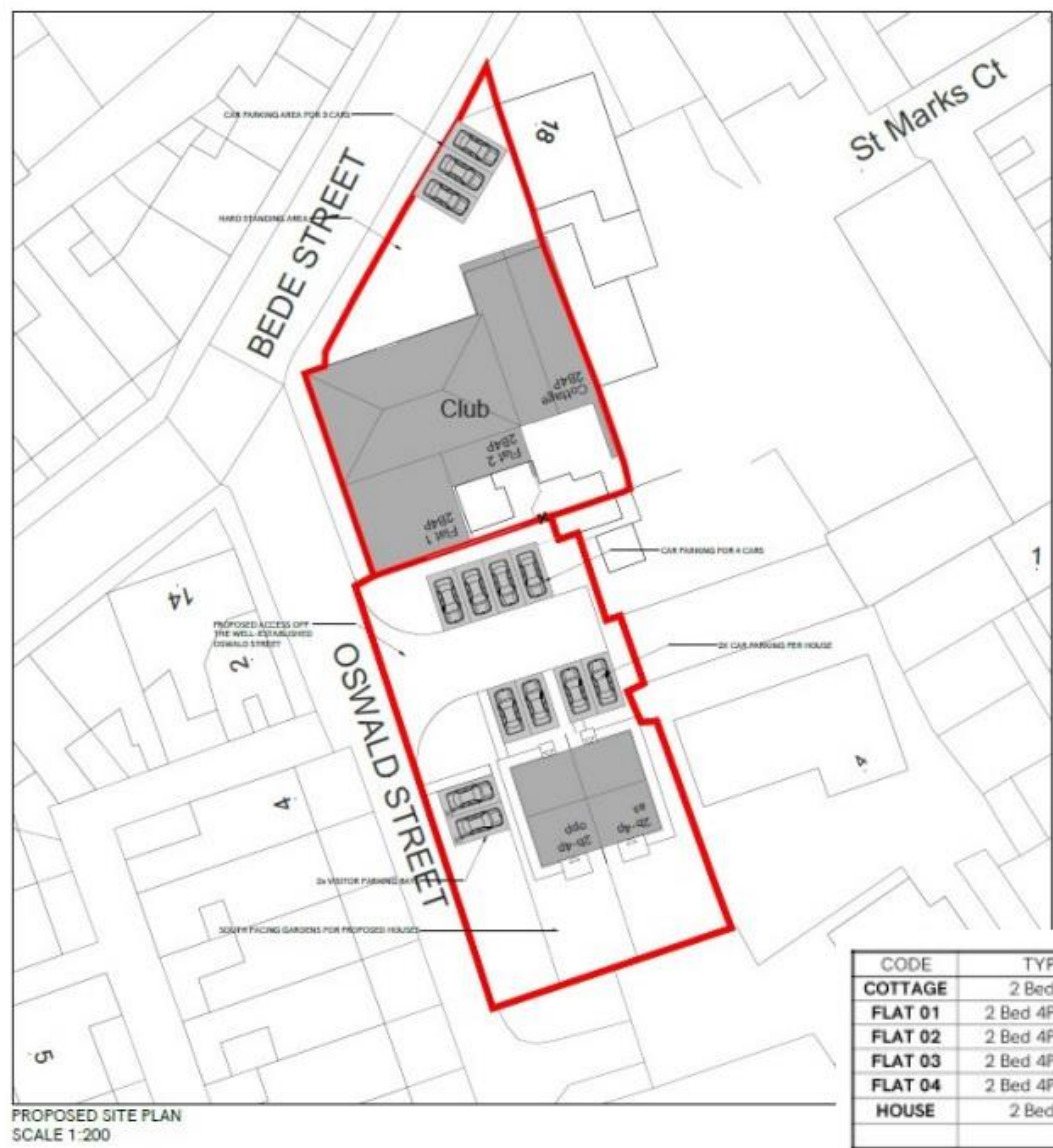 St Marks Ct
18
CAR PARKING AREA FOR 3 CARS
HARD STANDING AREA
BEDE STREET
Club
Cottage
2B4P
Flat 2
2B4P
Flat 1
2B4P
CAR PARKING FOR 4 CARS
1
14
2
PROPOSED ACCESS OFF
THE WELL-ESTABLISHED
OSWALD STREET
2X CAR PARKING PER HOUSE
OSWALD STREET
4
4
2b-4p
opp
2b-4p
as
2x VISITOR PARKING BAY
SOUTH FACING GARDENS FOR PROPOSED HOUSES
5
CODE TYP
COTTAGE 2 Bed
FLAT 01 2 Bed 4P
FLAT 02 2 Bed 4P
FLAT 03 2 Bed 4P
FLAT 04 2 Bed 4P
HOUSE 2 Bed
PROPOSED SITE PLAN
SCALE 1:200